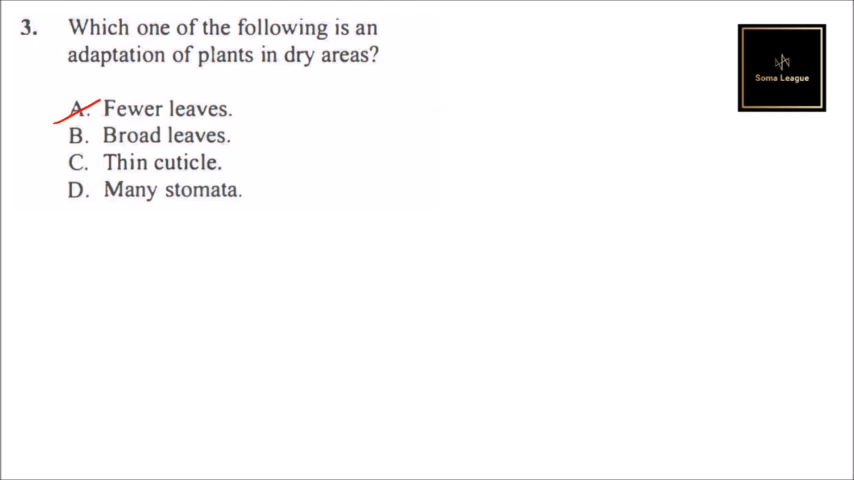 3. Which one of the following is an
adaptation of plants in dry areas?
A. Fewer leaves.
B. Broad leaves.
C. Thin cuticle.
D. Many stomata.
Soma League